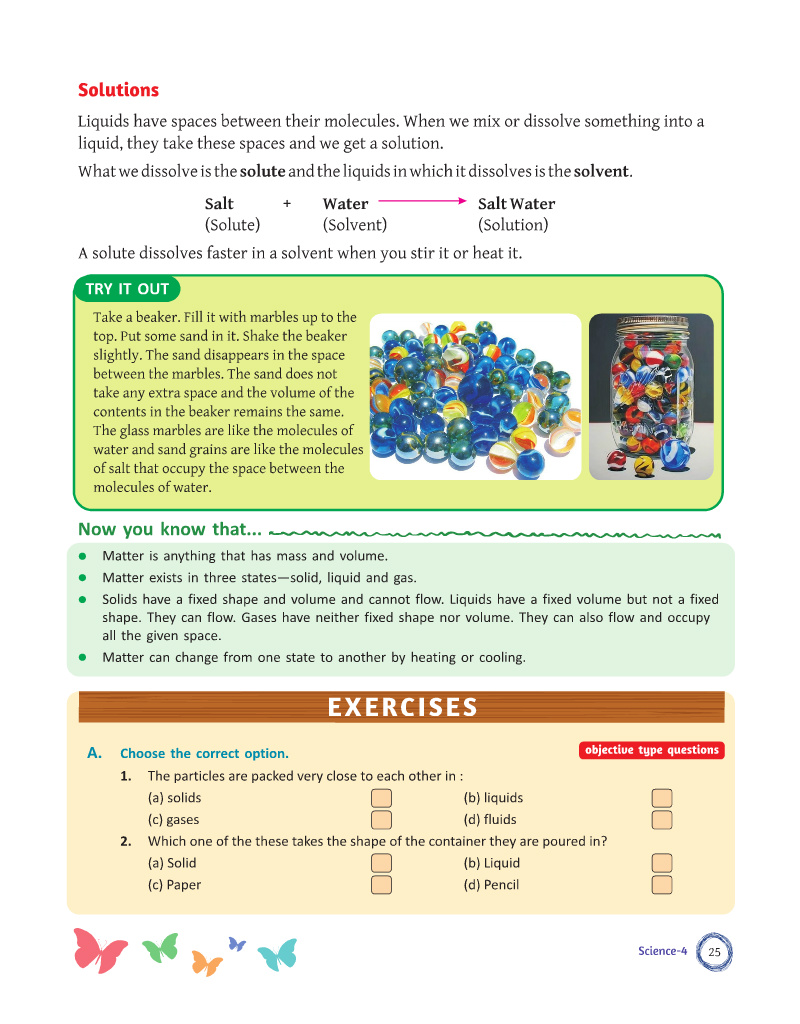 Solutions
Liquids have spaces between their molecules. When we mix or dissolve something into a
liquid, they take these spaces and we get a solution.
What we dissolve is the solute and the liquids in which it dissolves is the solvent.
Salt + Water ⟶ Salt Water
(Solute) (Solvent) (Solution)
A solute dissolves faster in a solvent when you stir it or heat it.
TRY IT OUT
Take a beaker. Fill it with marbles up to the
top. Put some sand in it. Shake the beaker
slightly. The sand disappears in the space
between the marbles. The sand does not
take any extra space and the volume of the
contents in the beaker remains the same.
The glass marbles are like the molecules of
water and sand grains are like the molecules
of salt that occupy the space between the
molecules of water.
Now you know that...
● Matter is anything that has mass and volume.
● Matter exists in three states—solid, liquid and gas.
● Solids have a fixed shape and volume and cannot flow. Liquids have a fixed volume but not a fixed
shape. They can flow. Gases have neither fixed shape nor volume. They can also flow and occupy
all the given space.
● Matter can change from one state to another by heating or cooling.
EXERCISES
A. Choose the correct option.
objective type questions
1. The particles are packed very close to each other in :
(a) solids (b) liquids
(c) gases (d) fluids
2. Which one of the these takes the shape of the container they are poured in?
(a) Solid (b) Liquid
(c) Paper (d) Pencil
Science-4 25